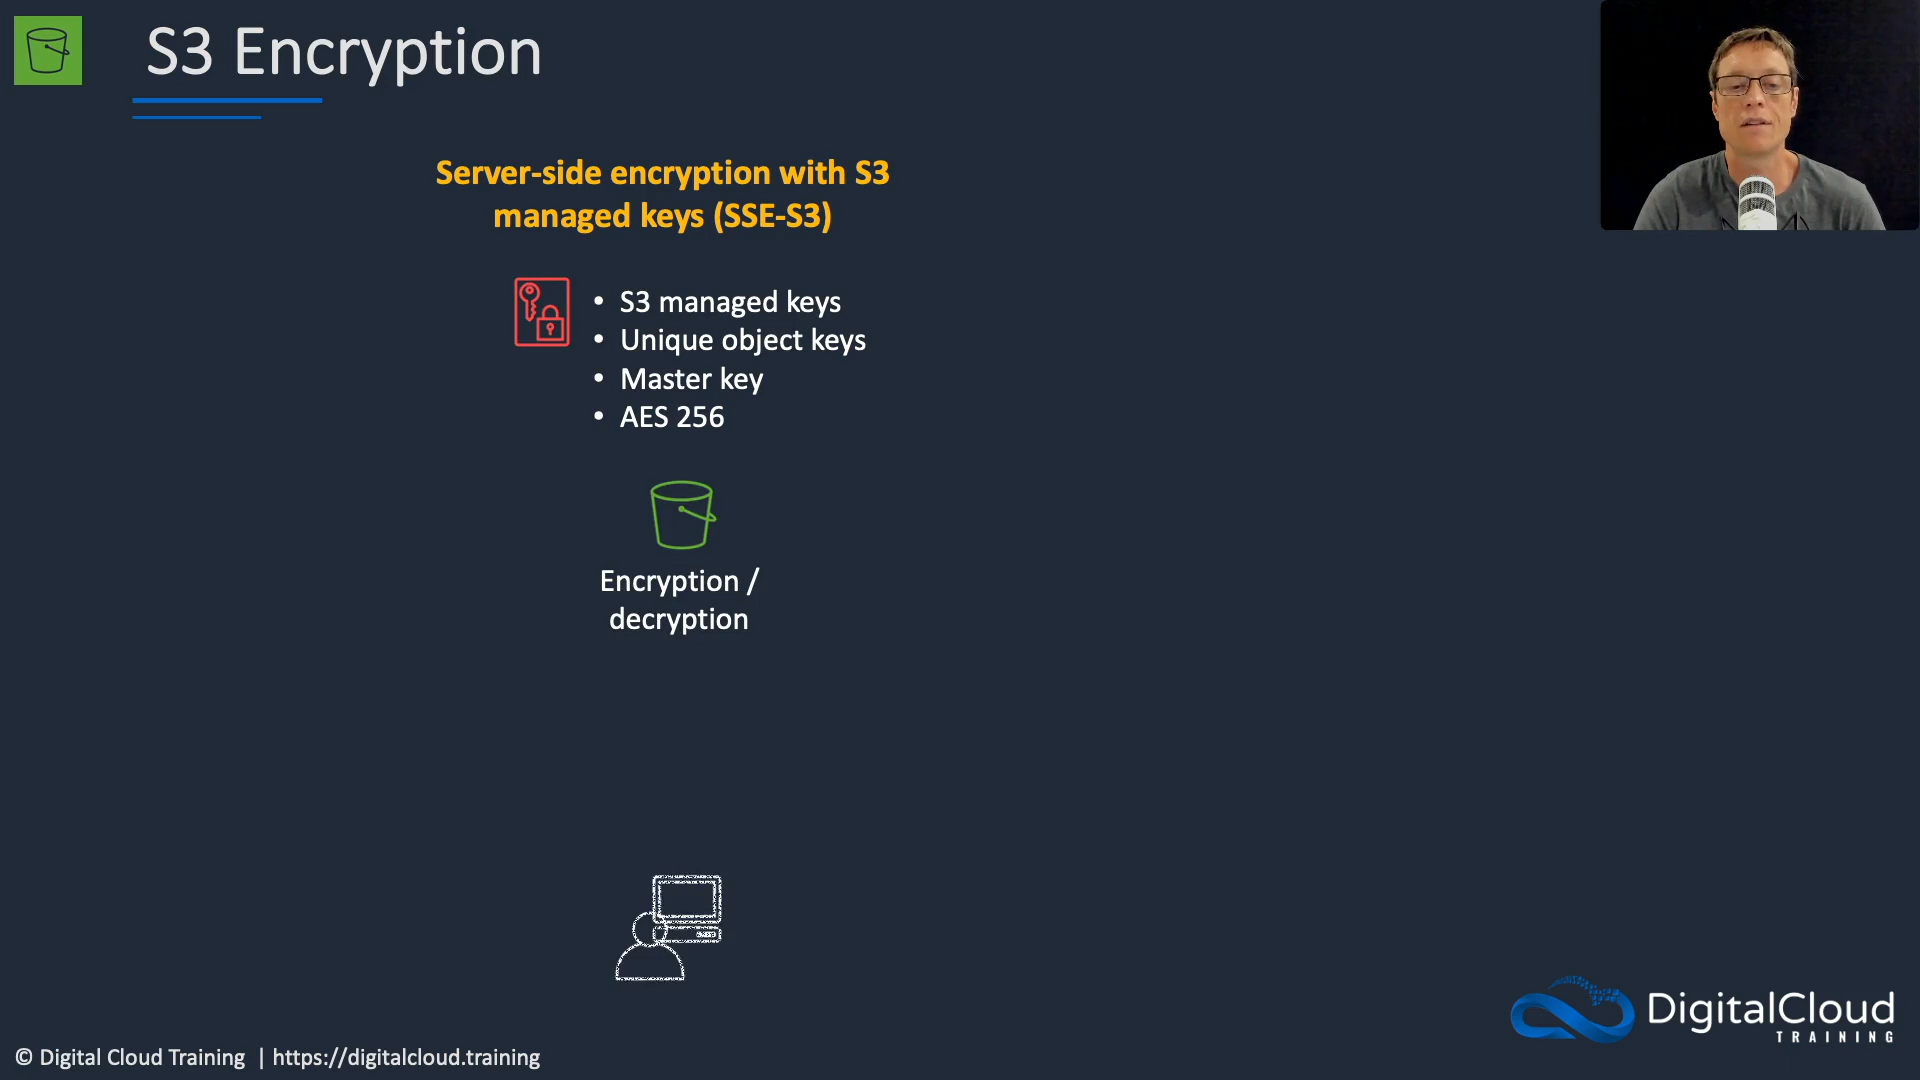 S3 Encryption
Server-side encryption with S3
managed keys (SSE-S3)
• S3 managed keys
• Unique object keys
• Master key
• AES 256
Encryption /
decryption
DigitalCloud
TRAINING
© Digital Cloud Training | https://digitalcloud.training